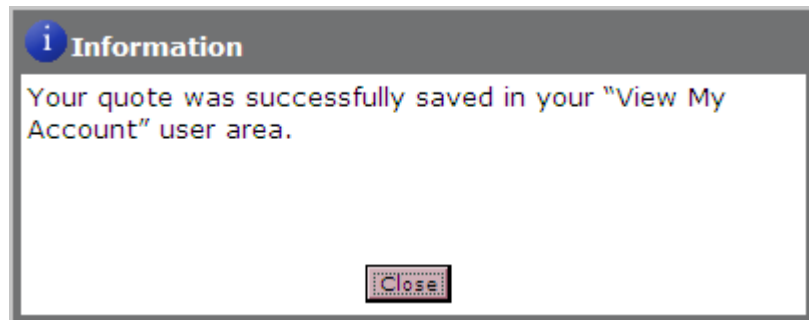 i Information
Your quote was successfully saved in your “View My
Account” user area.
Close